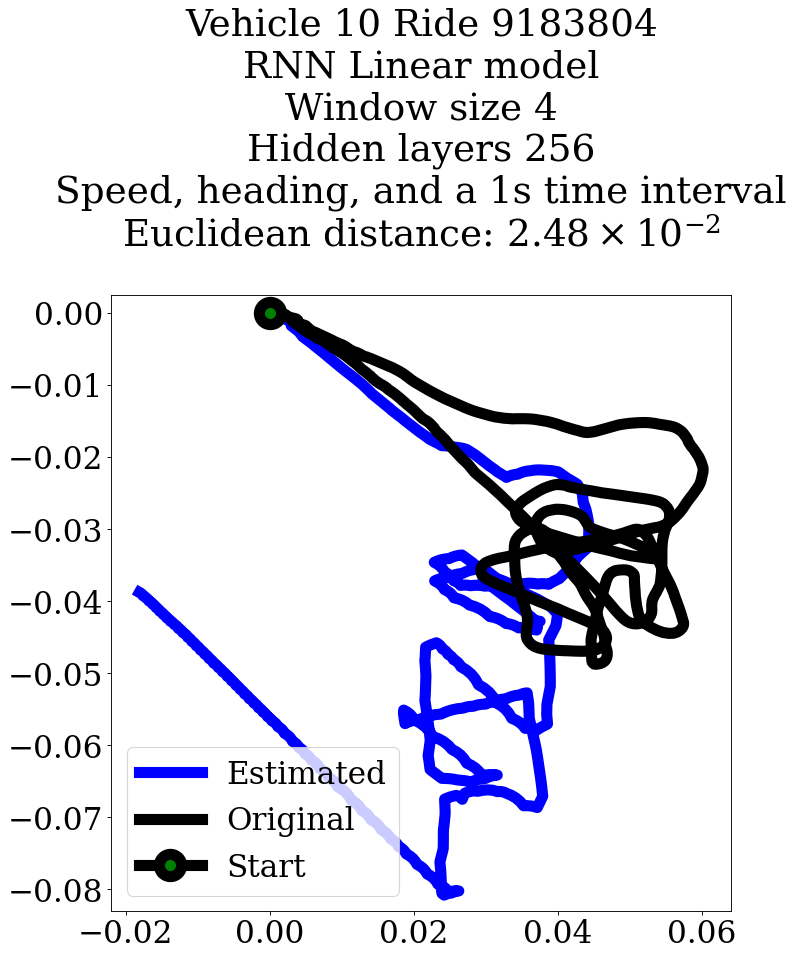 Vehicle 10 Ride 9183804
RNN Linear model
Window size 4
Hidden layers 256
Speed, heading, and a 1s time interval
Euclidean distance: 2.48 × 10⁻²
0.00
−0.01
−0.02
−0.03
−0.04
−0.05
−0.06
−0.07
−0.08
Estimated
Original
Start
−0.02 0.00 0.02 0.04 0.06